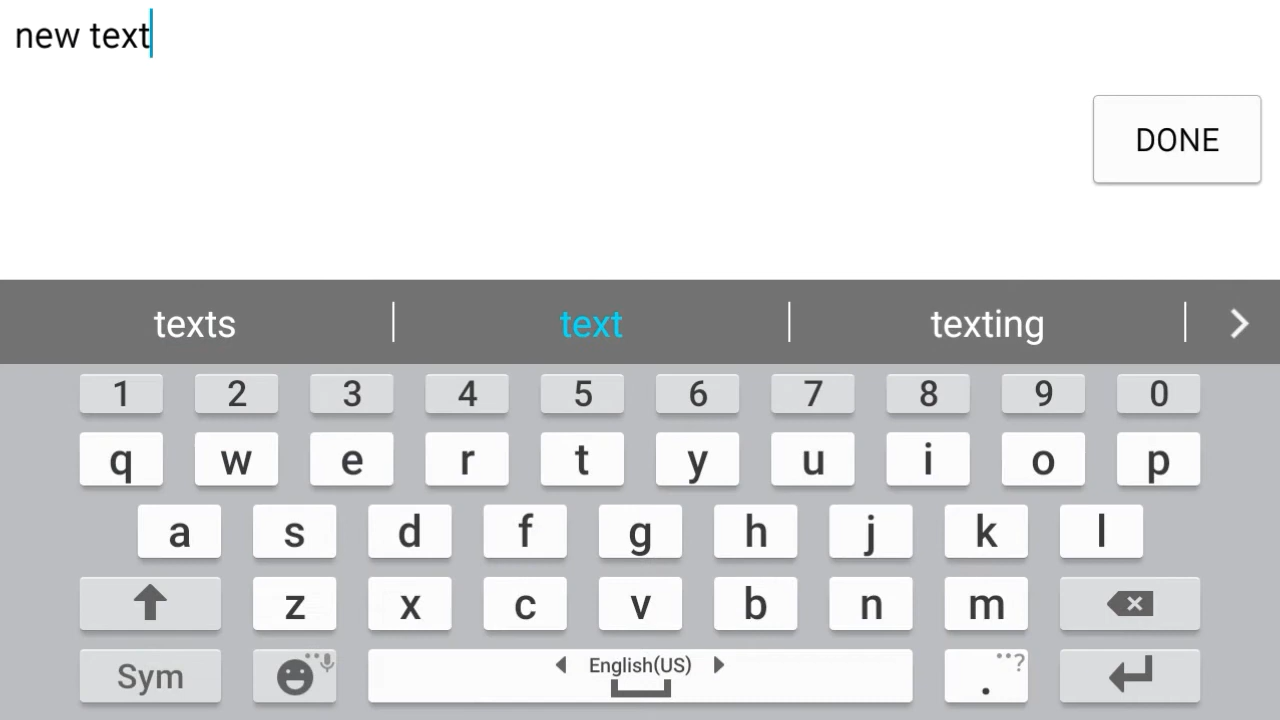 new text
DONE
texts text texting
1 2 3 4 5 6 7 8 9 0
q w e r t y u i o p
a s d f g h j k l
z x c v b n m
Sym English(US) . ?